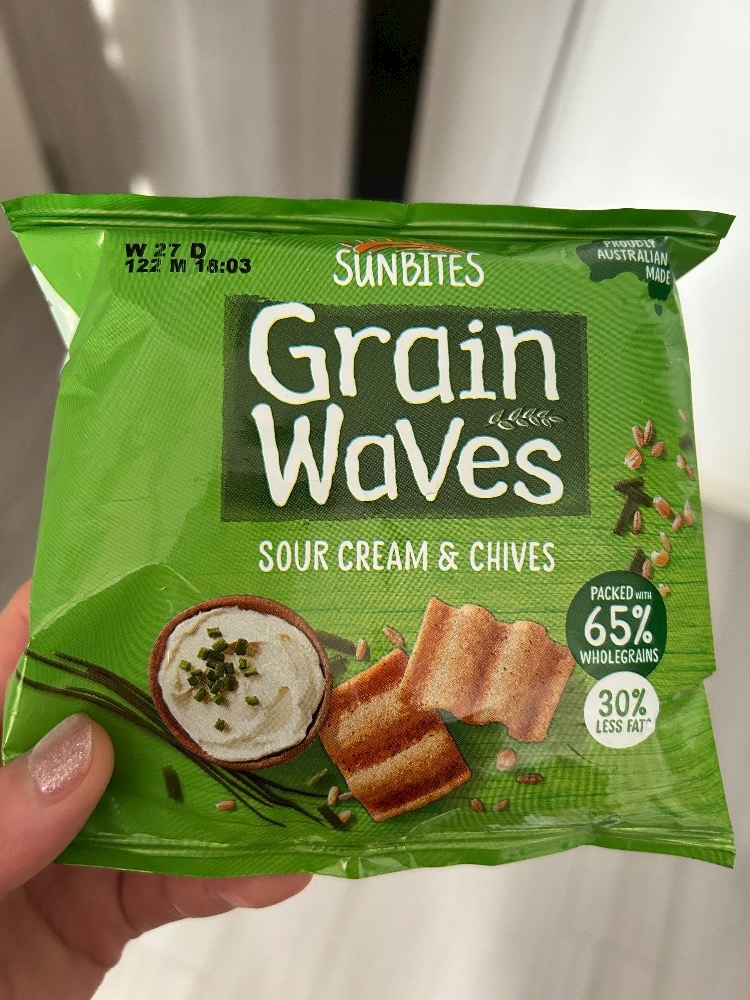 W 27 D
122 M 18:03
SUNBITES
PROUDLY
AUSTRALIAN
MADE
Grain
Waves
SOUR CREAM & CHIVES
PACKED WITH
65%
WHOLEGRAINS
30%
LESS FAT^